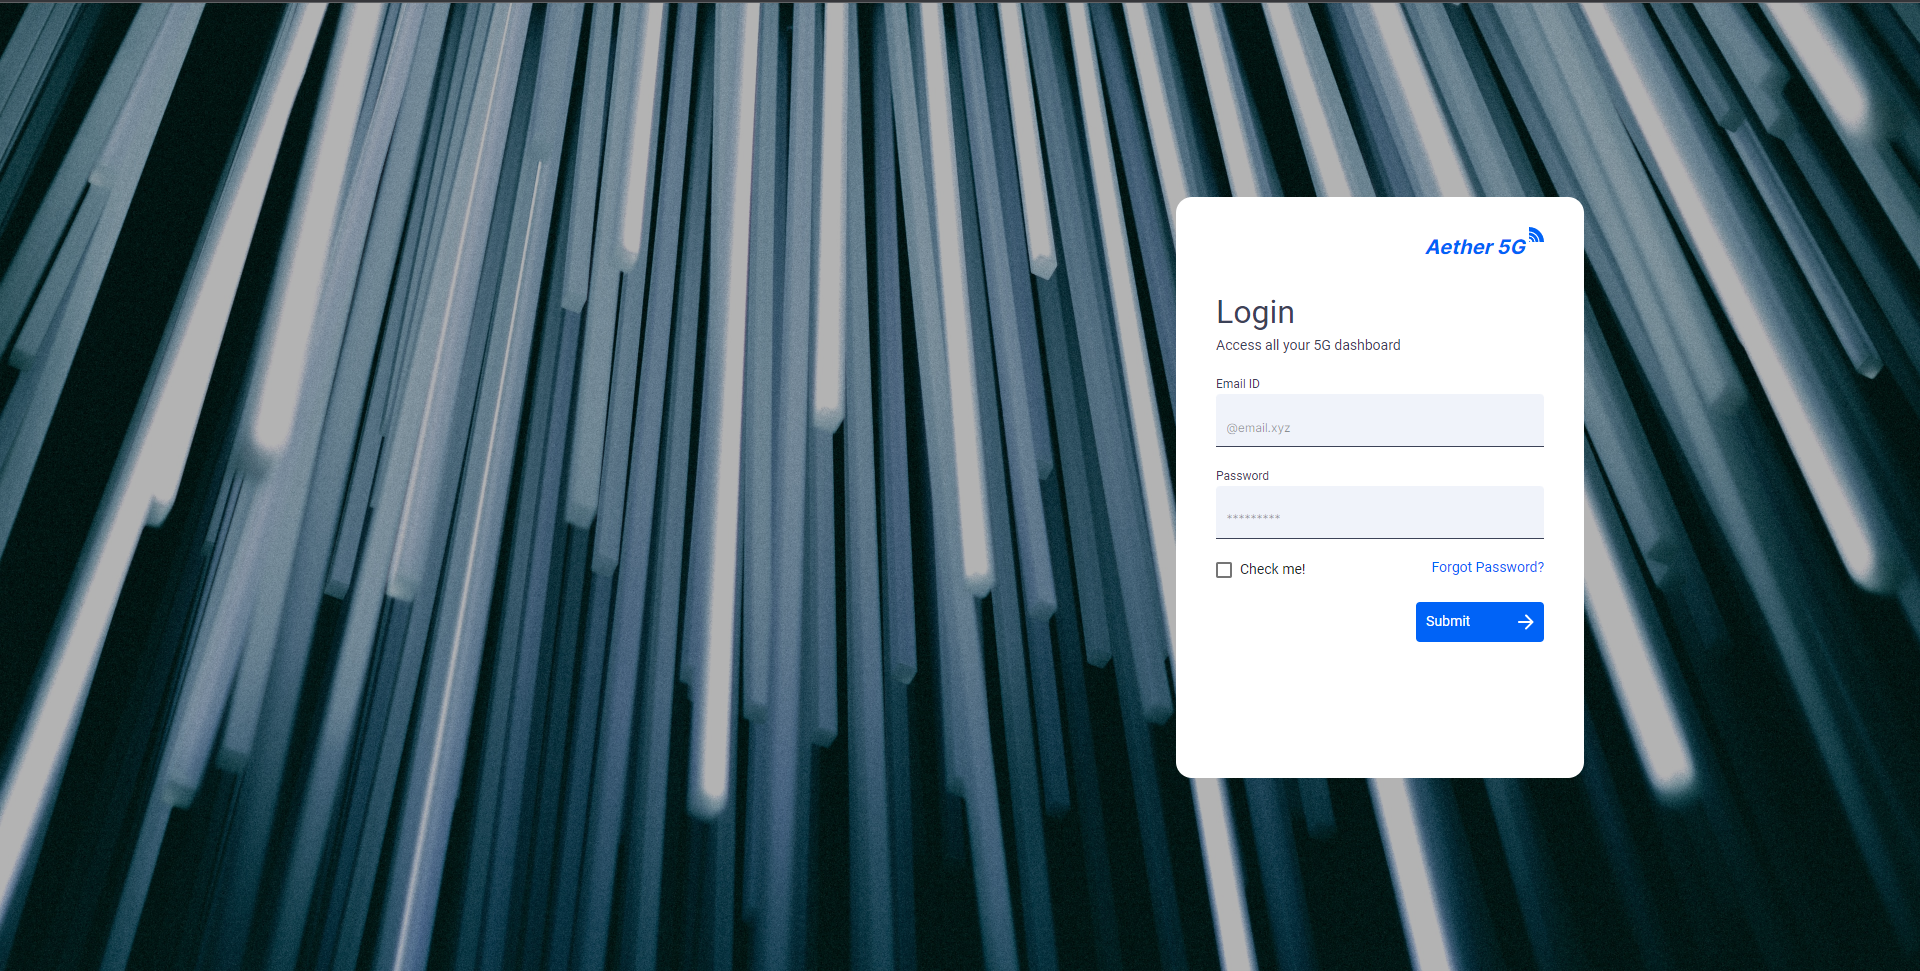 Aether 5G
Login
Access all your 5G dashboard
Email ID
@email.xyz
Password
*********
Check me!
Forgot Password?
Submit